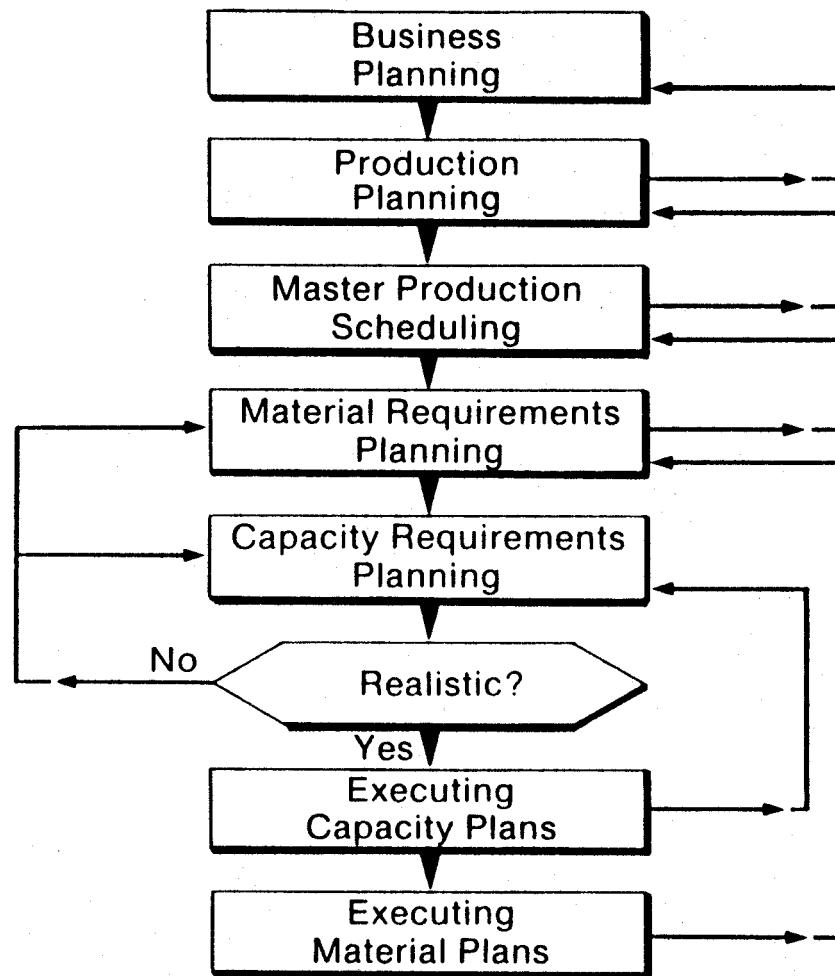 Business
Planning
Production
Planning
Master Production
Scheduling
Material Requirements
Planning
Capacity Requirements
Planning
No
Realistic?
Yes
Executing
Capacity Plans
Executing
Material Plans